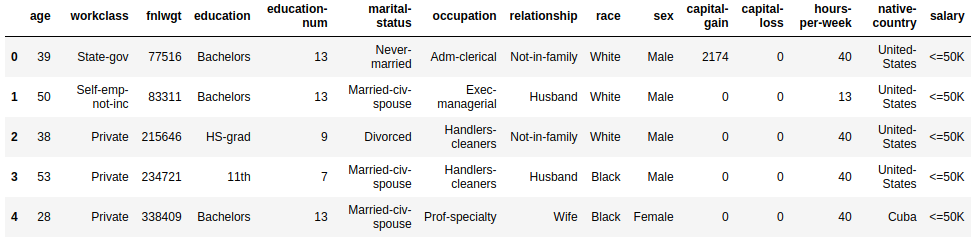 age workclass fnlwgt education education-num marital-status occupation relationship race sex capital-gain capital-loss hours-per-week native-country salary
0 39 State-gov 77516 Bachelors 13 Never-married Adm-clerical Not-in-family White Male 2174 0 40 United-States <=50K
1 50 Self-emp-not-inc 83311 Bachelors 13 Married-civ-spouse Exec-managerial Husband White Male 0 0 13 United-States <=50K
2 38 Private 215646 HS-grad 9 Divorced Handlers-cleaners Not-in-family White Male 0 0 40 United-States <=50K
3 53 Private 234721 11th 7 Married-civ-spouse Handlers-cleaners Husband Black Male 0 0 40 United-States <=50K
4 28 Private 338409 Bachelors 13 Married-civ-spouse Prof-specialty Wife Black Female 0 0 40 Cuba <=50K